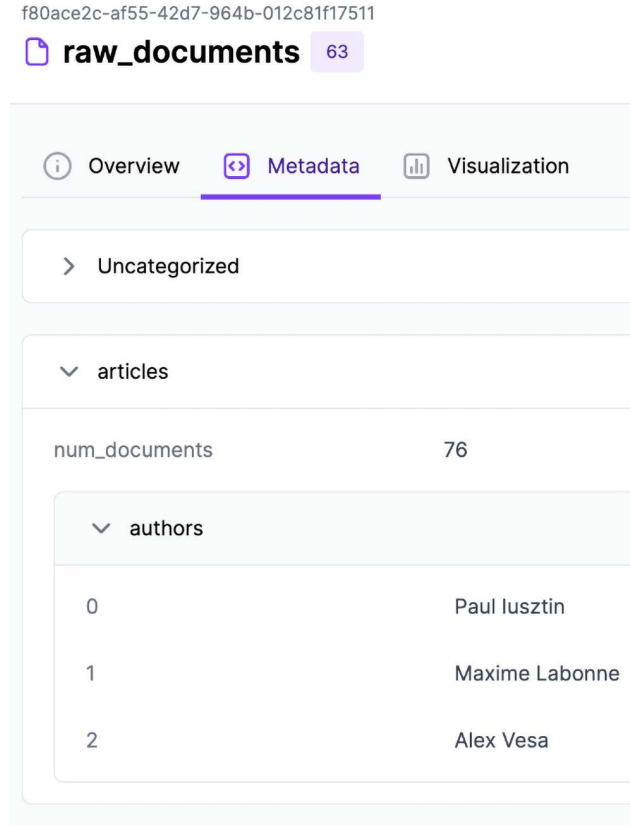 f80ace2c-af55-42d7-964b-012c81f17511
raw_documents 63
Overview Metadata Visualization
Uncategorized
articles
num_documents 76
authors
0 Paul Iusztin
1 Maxime Labonne
2 Alex Vesa